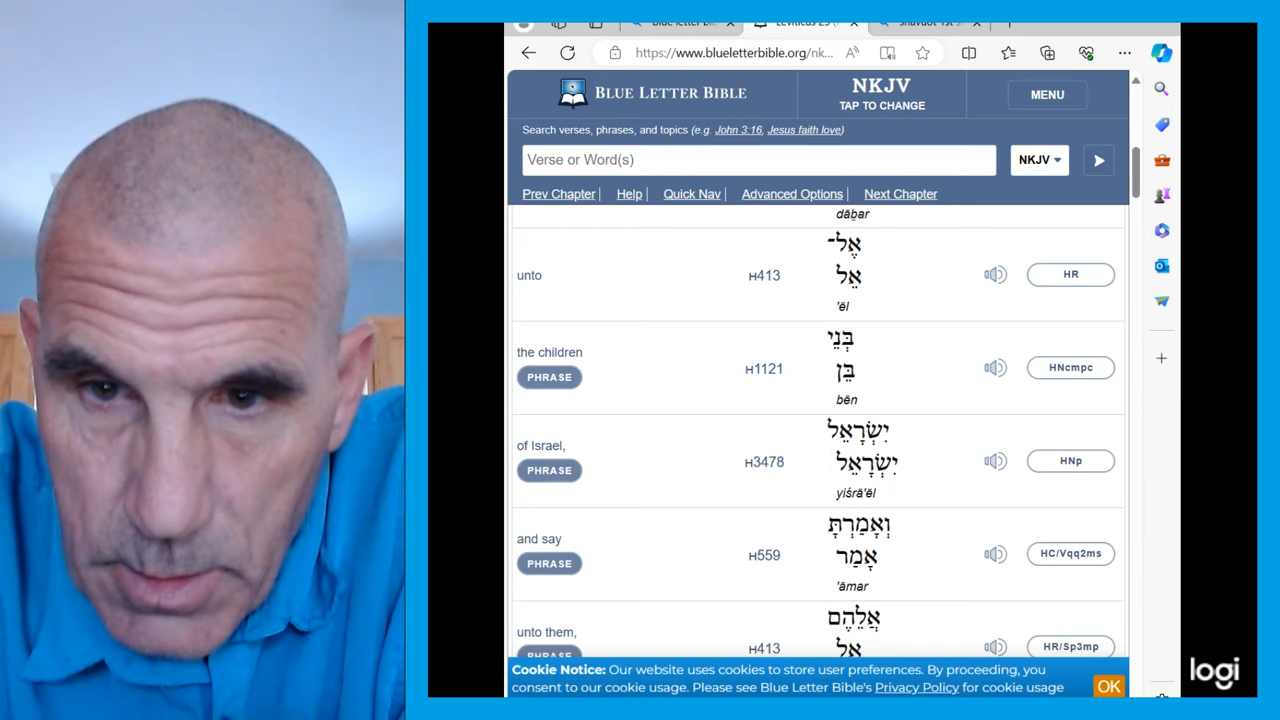 https://www.blueletterbible.org/nk...
BLUE LETTER BIBLE
NKJV
TAP TO CHANGE
MENU
Search verses, phrases, and topics (e.g. John 3:16, Jesus faith love)
Verse or Word(s)
NKJV
Prev Chapter| Help| Quick Nav| Advanced Options| Next Chapter
dāḇar
אֶל־
unto H413 אֵל HR
'ēl
בְּנֵי
the children
PHRASE
H1121 בֵּן HNcmpc
bēn
יִשְׂרָאֵל
of Israel,
PHRASE
H3478 יִשְׂרָאֵל HNp
yiśrā'ēl
וְאָמַרְתָּ
and say
PHRASE
H559 אָמַר HC/Vqq2ms
'āmar
אֲלֵהֶם
unto them,
PHRASE
H413 אֵל HR/Sp3mp
Cookie Notice: Our website uses cookies to store user preferences. By proceeding, you
consent to our cookie usage. Please see Blue Letter Bible's Privacy Policy for cookie usage
OK
logi